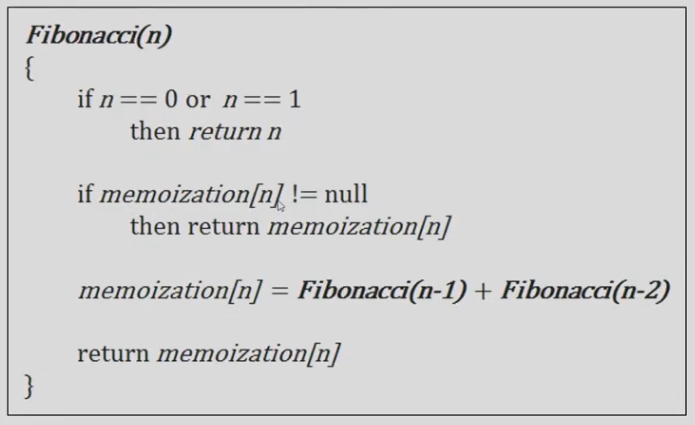 Fibonacci(n)
{
if n == 0 or n == 1
then return n
if memoization[n] != null
then return memoization[n]
memoization[n] = Fibonacci(n-1) + Fibonacci(n-2)
return memoization[n]
}